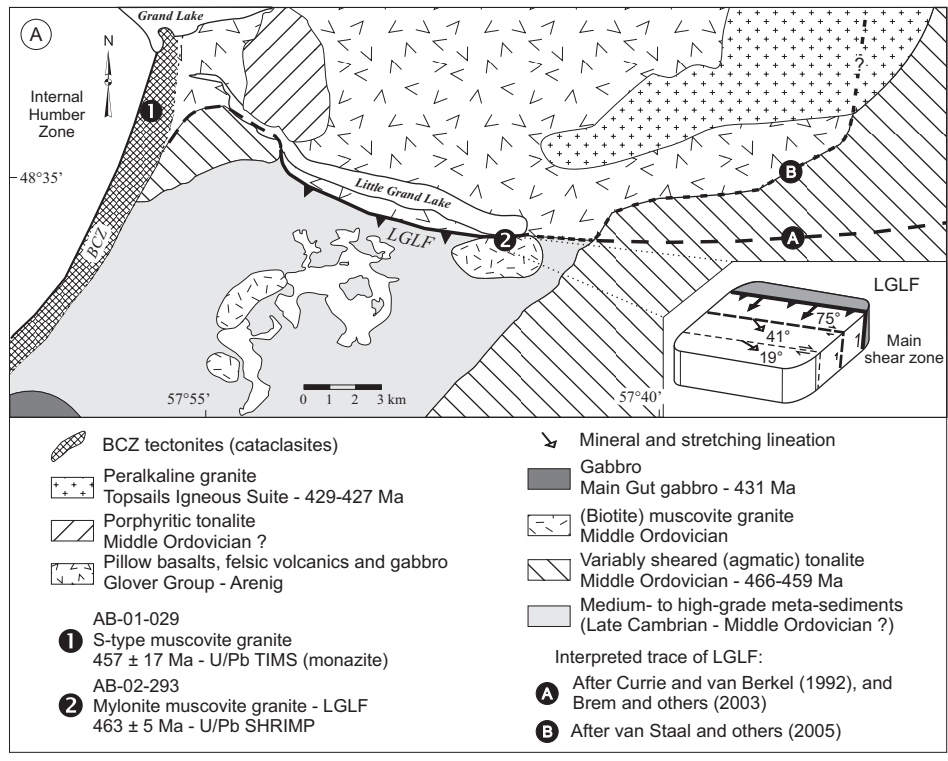 A
Grand Lake
N
Internal
Humber
Zone
1
?
B
48°35'
Little Grand Lake
BCZ
LGLF
2
A
LGLF
75°
41°
19°
Main
shear zone
57°55'
0 1 2 3 km
57°40'
BCZ tectonites (cataclasites)
Peralkaline granite
Topsails Igneous Suite - 429-427 Ma
Porphyritic tonalite
Middle Ordovician ?
Pillow basalts, felsic volcanics and gabbro
Glover Group - Arenig
AB-01-029
1 S-type muscovite granite
457 ± 17 Ma - U/Pb TIMS (monazite)
AB-02-293
2 Mylonite muscovite granite - LGLF
463 ± 5 Ma - U/Pb SHRIMP
Mineral and stretching lineation
Gabbro
Main Gut gabbro - 431 Ma
(Biotite) muscovite granite
Middle Ordovician
Variably sheared (agmatic) tonalite
Middle Ordovician - 466-459 Ma
Medium- to high-grade meta-sediments
(Late Cambrian - Middle Ordovician ?)
Interpreted trace of LGLF:
A After Currie and van Berkel (1992), and
Brem and others (2003)
B After van Staal and others (2005)